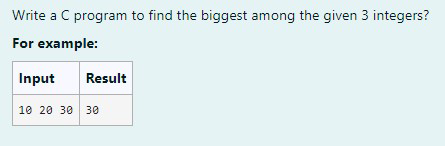 Write a C program to find the biggest among the given 3 integers?
For example:
Input Result
10 20 30 30